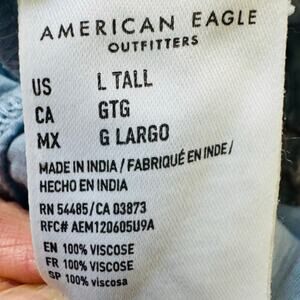 AMERICAN EAGLE
OUTFITTERS
US L TALL
CA GTG
MX G LARGO
MADE IN INDIA / FABRIQUÉ EN INDE /
HECHO EN INDIA
RN 54485/ CA 03873
RFC# AEM120605U9A
EN 100% VISCOSE
FR 100% VISCOSE
SP 100% viscosa